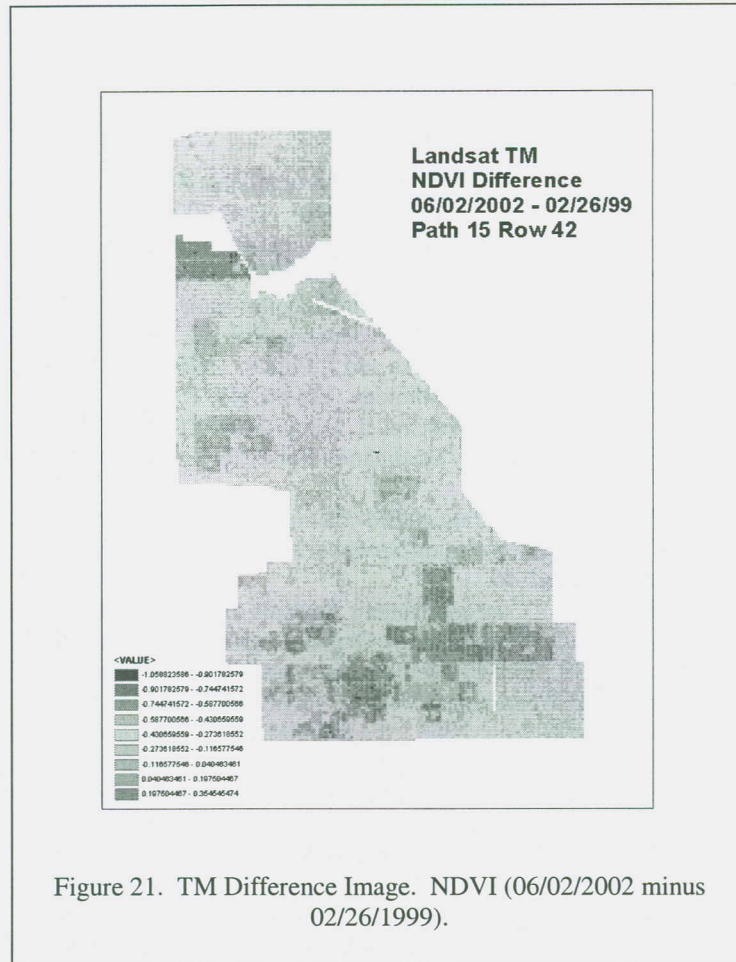 Landsat TM
NDVI Difference
06/02/2002 - 02/26/99
Path 15 Row 42
<VALUE>
-1.058823586 - -0.901782579
-0.901782579 - -0.744741572
-0.744741572 - -0.587700566
-0.587700566 - -0.430659559
-0.430659559 - -0.273618552
-0.273618552 - -0.116577546
-0.116577546 - 0.040463461
0.040463461 - 0.197504467
0.197504467 - 0.354545474
Figure 21. TM Difference Image. NDVI (06/02/2002 minus
02/26/1999).